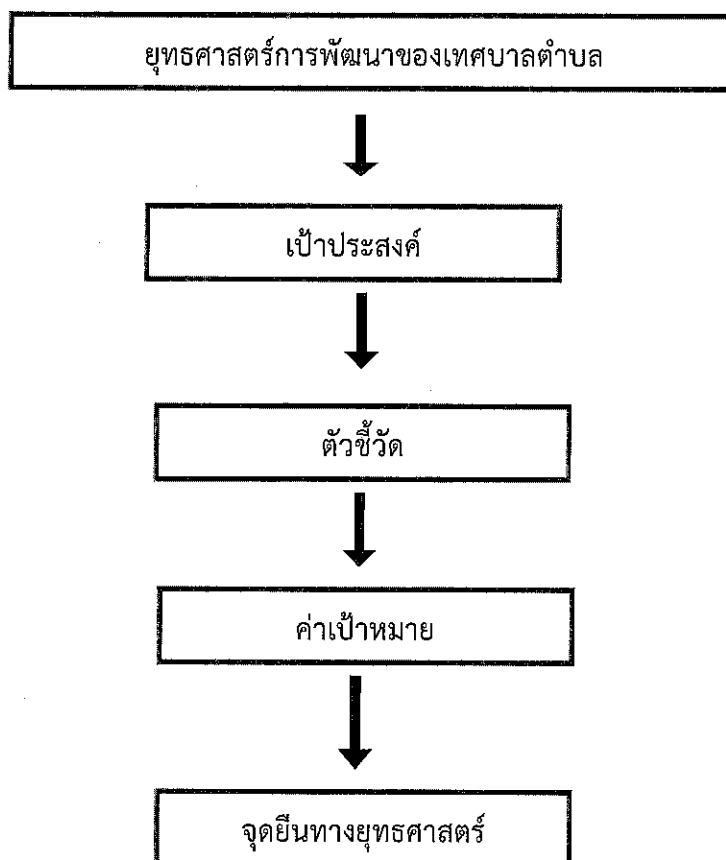 ยุทธศาสตร์การพัฒนาของเทศบาลตำบล
เป้าประสงค์
ตัวชี้วัด
ค่าเป้าหมาย
จุดยืนทางยุทธศาสตร์